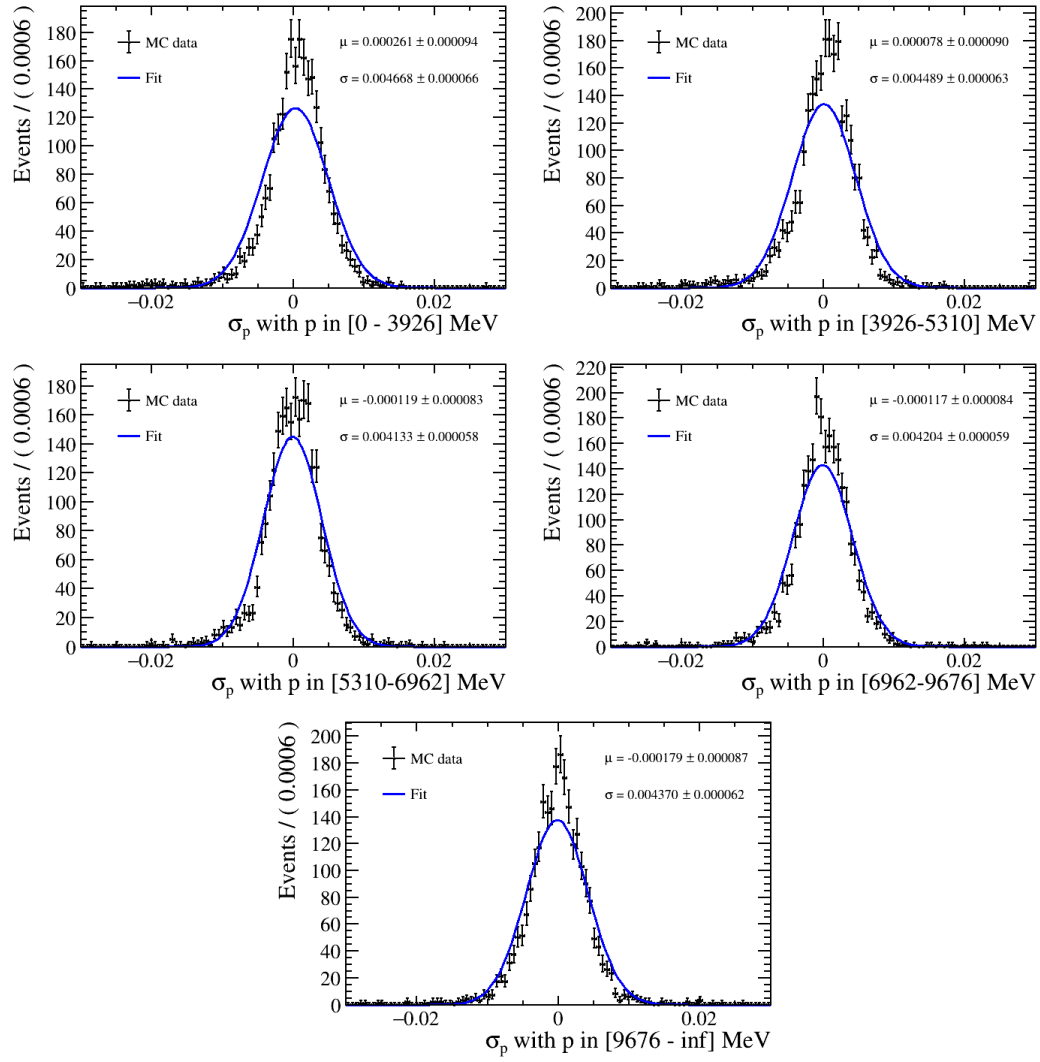 Events / ( 0.0006 )
180
160
140
120
100
80
60
40
20
0
MC data
Fit
μ = 0.000261 ± 0.000094
σ = 0.004668 ± 0.000066
−0.02 0 0.02
σp with p in [0 - 3926] MeV
Events / ( 0.0006 )
200
180
160
140
120
100
80
60
40
20
0
MC data
Fit
μ = 0.000078 ± 0.000090
σ = 0.004489 ± 0.000063
−0.02 0 0.02
σp with p in [3926-5310] MeV
Events / ( 0.0006 )
180
160
140
120
100
80
60
40
20
0
MC data
Fit
μ = -0.000119 ± 0.000083
σ = 0.004133 ± 0.000058
−0.02 0 0.02
σp with p in [5310-6962] MeV
Events / ( 0.0006 )
220
200
180
160
140
120
100
80
60
40
20
0
MC data
Fit
μ = -0.000117 ± 0.000084
σ = 0.004204 ± 0.000059
−0.02 0 0.02
σp with p in [6962-9676] MeV
Events / ( 0.0006 )
200
180
160
140
120
100
80
60
40
20
0
MC data
Fit
μ = -0.000179 ± 0.000087
σ = 0.004370 ± 0.000062
−0.02 0 0.02
σp with p in [9676 - inf] MeV